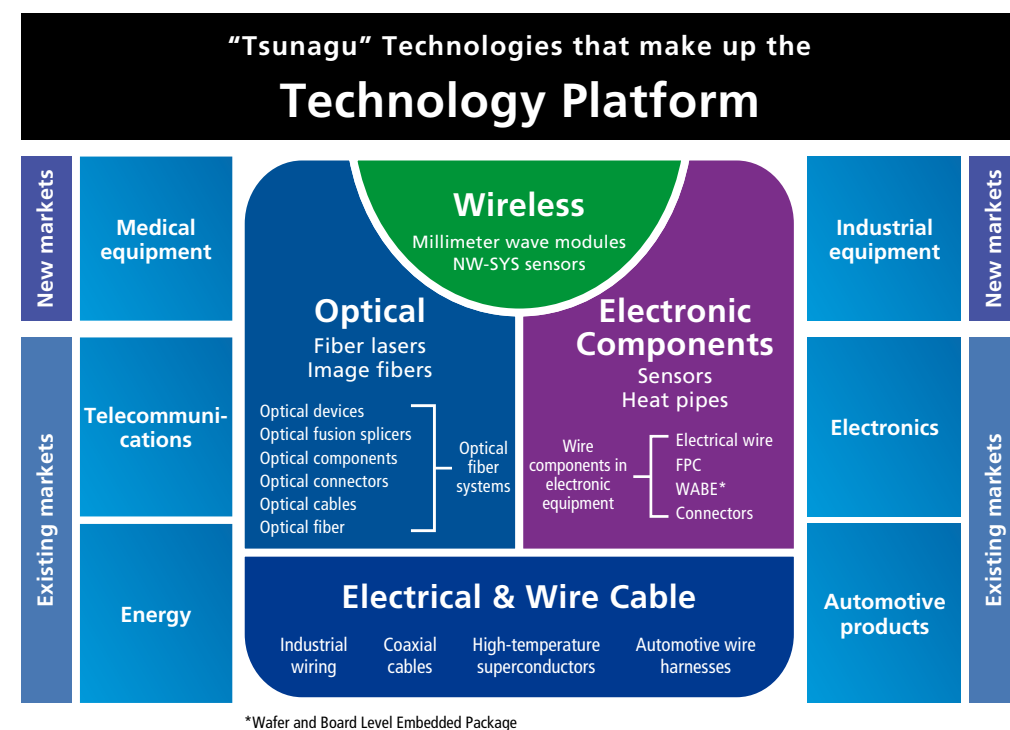 “Tsunagu” Technologies that make up the
Technology Platform
New markets
Medical
equipment
Existing markets
Telecommuni-
cations
Energy
Wireless
Millimeter wave modules
NW-SYS sensors
Optical
Fiber lasers
Image fibers
Optical devices
Optical fusion splicers
Optical components
Optical connectors
Optical cables
Optical fiber
Optical
fiber
systems
Electronic
Components
Sensors
Heat pipes
Wire
components in
electronic
equipment
Electrical wire
FPC
WABE*
Connectors
Electrical & Wire Cable
Industrial
wiring
Coaxial
cables
High-temperature
superconductors
Automotive wire
harnesses
Industrial
equipment
New markets
Electronics
Automotive
products
Existing markets
*Wafer and Board Level Embedded Package